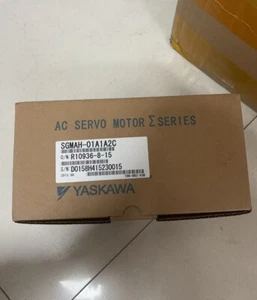 AC SERVO MOTOR Σ SERIES
SGMAH-01A1A2C
O/N R10936-8-15
S/N D0158H415230015
YASKAWA